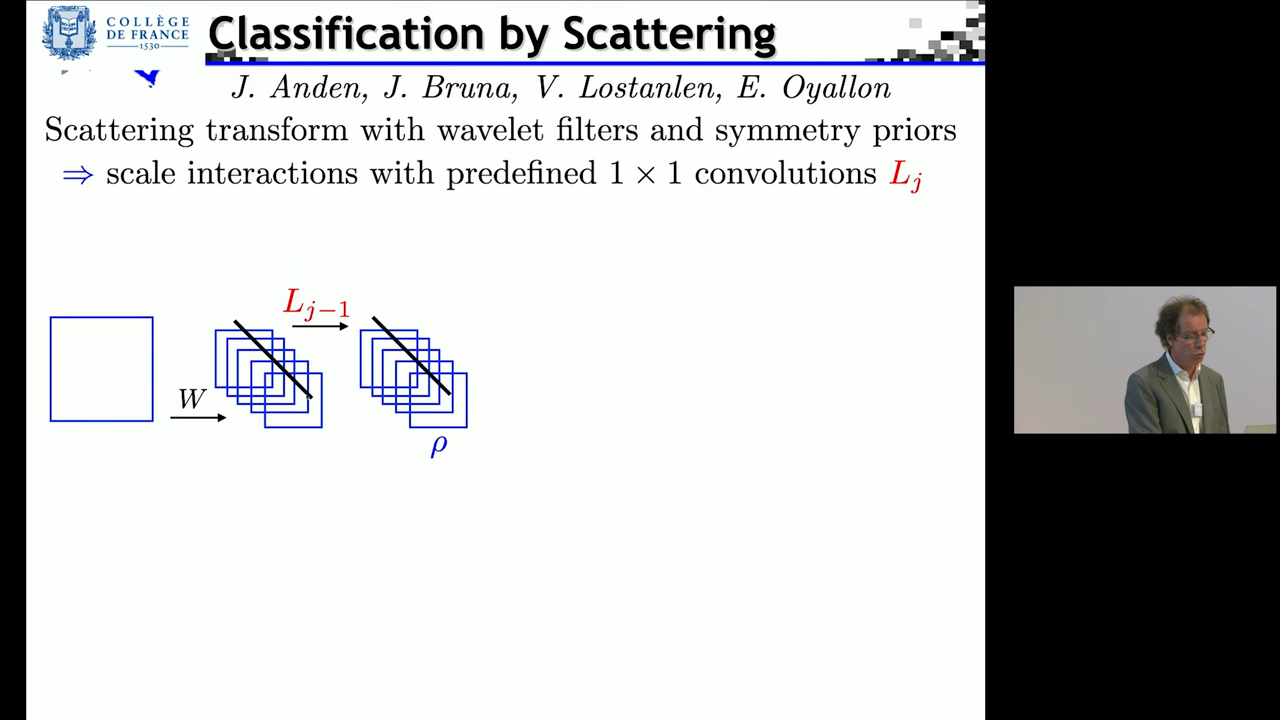 COLLÈGE
DE FRANCE
1530
Classification by Scattering
J. Anden, J. Bruna, V. Lostanlen, E. Oyallon
Scattering transform with wavelet filters and symmetry priors
⇒ scale interactions with predefined 1 × 1 convolutions L_j
L_{j−1}
W
ρ